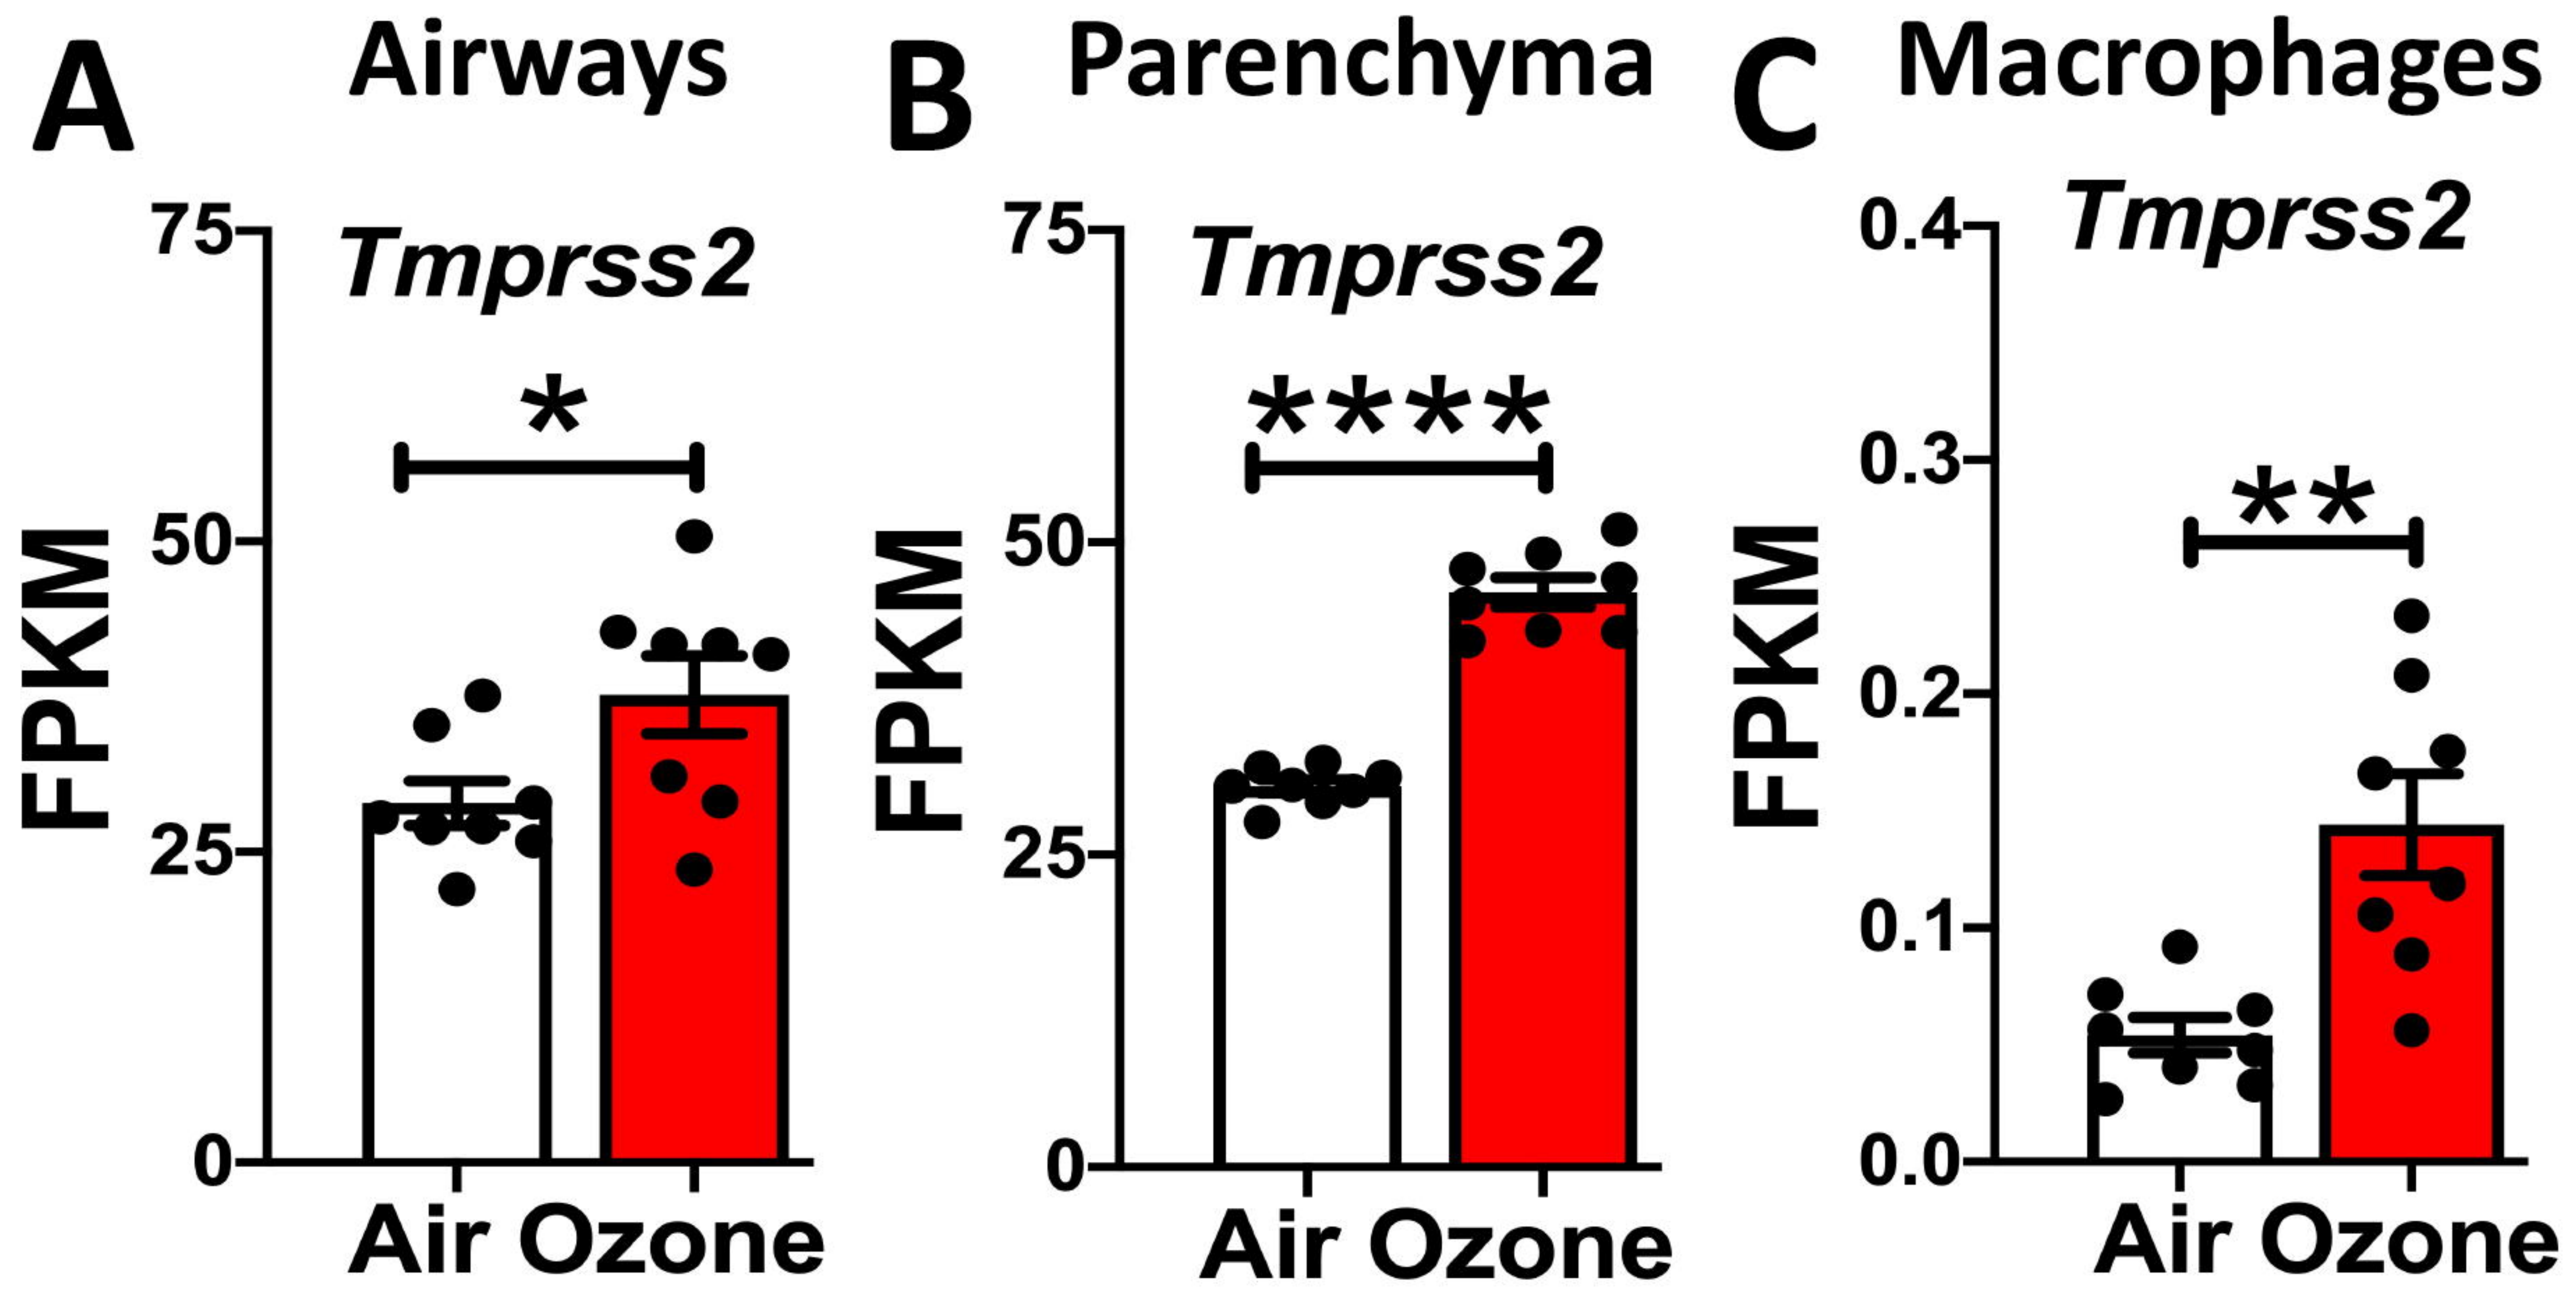 A Airways
Tmprss2
*
FPKM
75
50
25
0
Air Ozone
B Parenchyma
Tmprss2
****
FPKM
75
50
25
0
Air Ozone
C Macrophages
Tmprss2
**
FPKM
0.4
0.3
0.2
0.1
0.0
Air Ozone